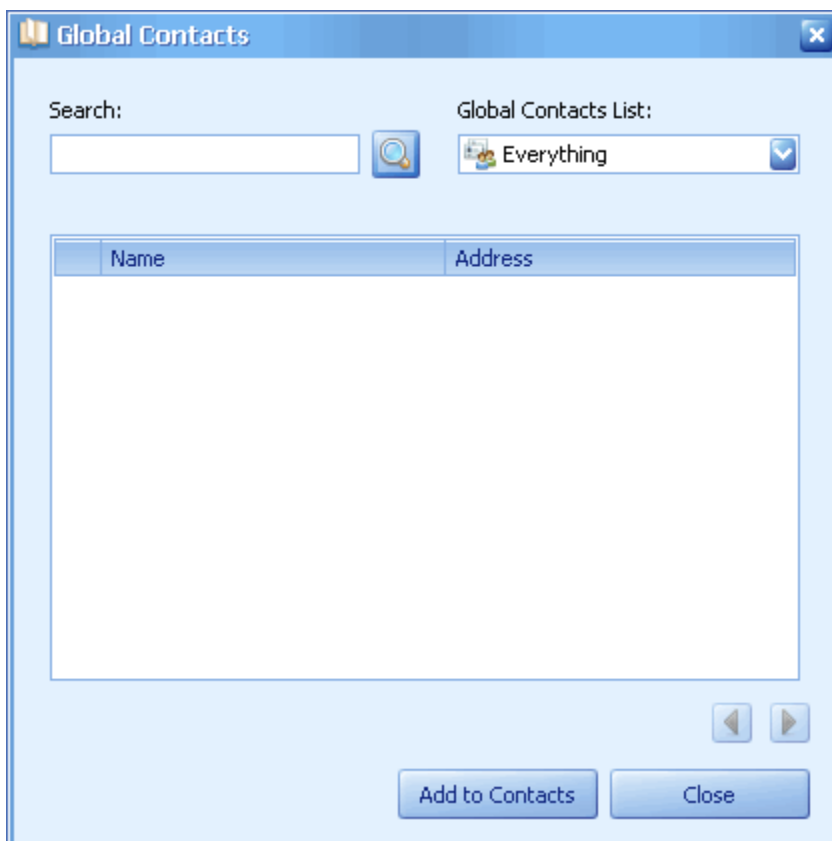 Global Contacts
Search: Global Contacts List:
Everything
Name Address
Add to Contacts Close